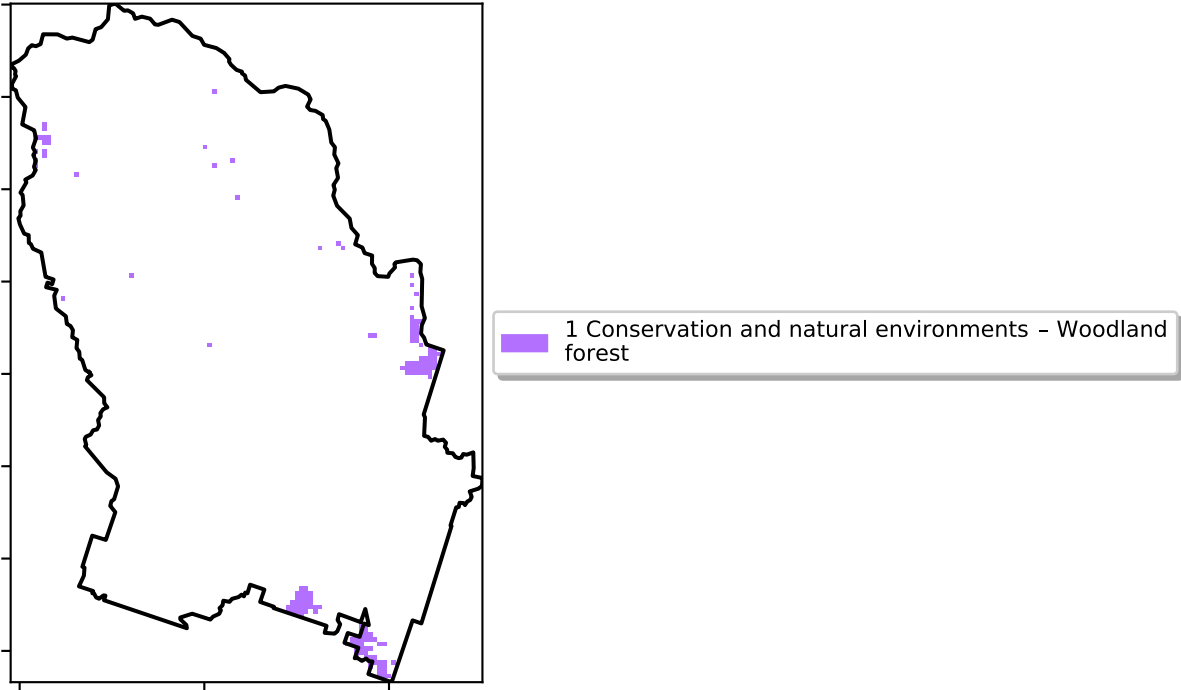 1 Conservation and natural environments – Woodland
forest